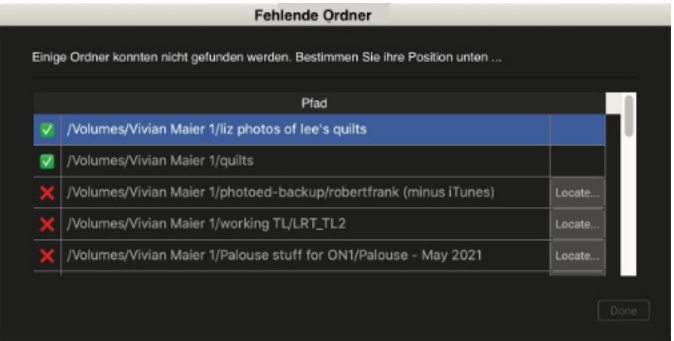 Fehlende Ordner
Einige Ordner konnten nicht gefunden werden. Bestimmen Sie ihre Position unten ...
Pfad
/Volumes/Vivian Maier 1/liz photos of lee's quilts
/Volumes/Vivian Maier 1/quilts
/Volumes/Vivian Maier 1/photoed-backup/robertfrank (minus iTunes) Locate...
/Volumes/Vivian Maier 1/working TL/LRT_TL2 Locate...
/Volumes/Vivian Maier 1/Palouse stuff for ON1/Palouse - May 2021 Locate...
Done